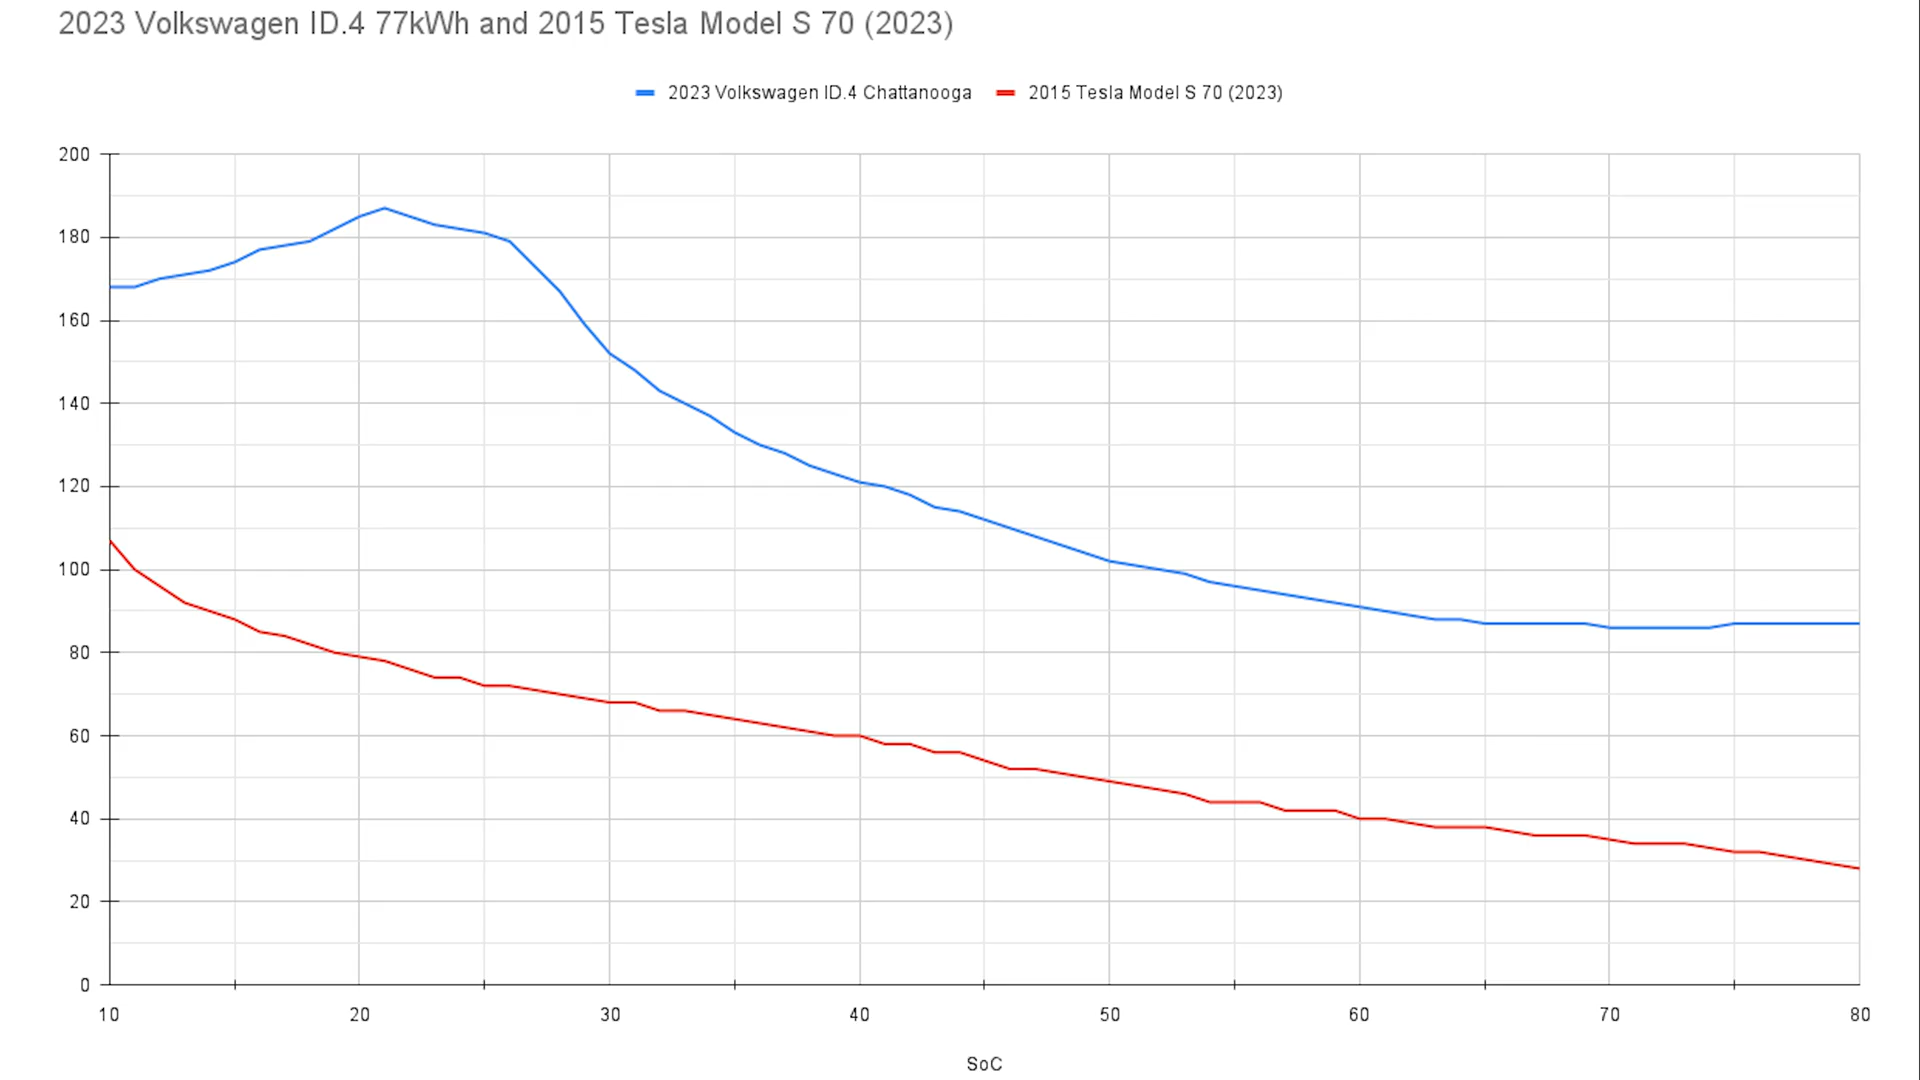 2023 Volkswagen ID.4 77kWh and 2015 Tesla Model S 70 (2023)
2023 Volkswagen ID.4 Chattanooga 2015 Tesla Model S 70 (2023)
200
180
160
140
120
100
80
60
40
20
0
10 20 30 40 50 60 70 80
SoC